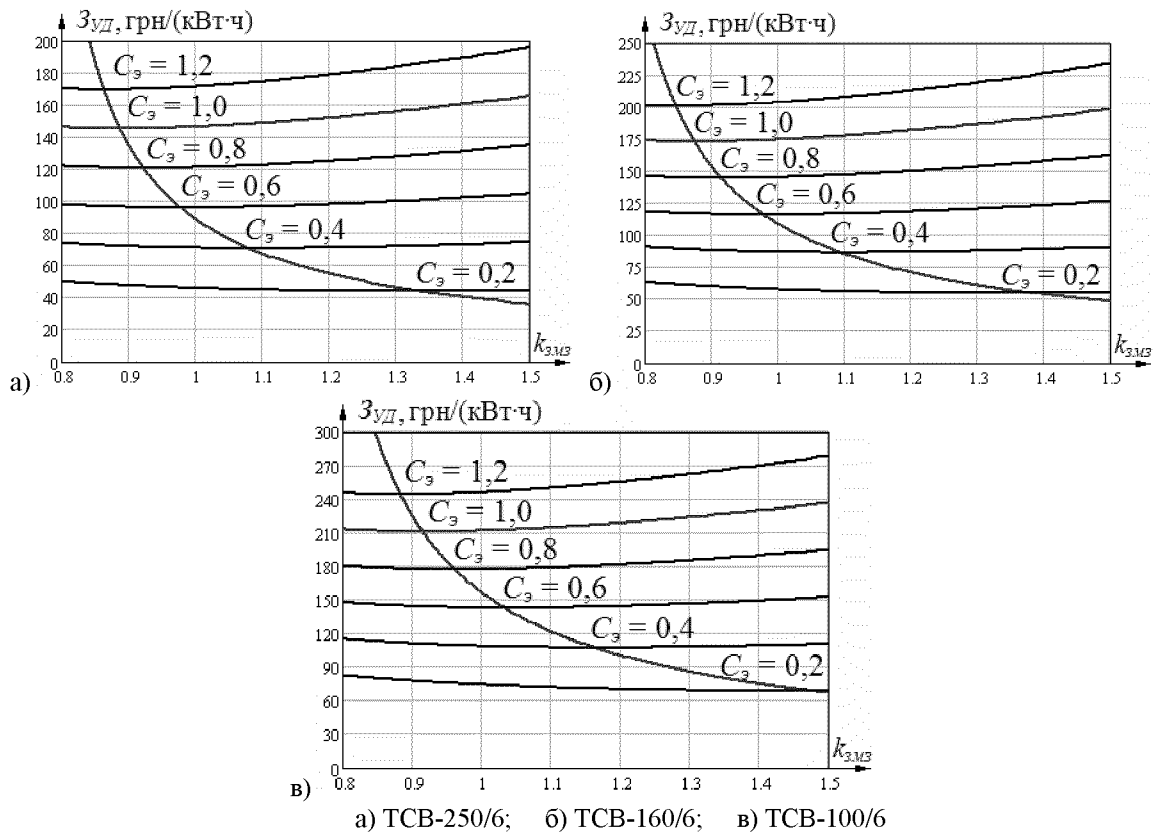 З_УД, грн/(кВт·ч)
200
180
160
140
120
100
80
60
40
20
0
C_э = 1,2
C_э = 1,0
C_э = 0,8
C_э = 0,6
C_э = 0,4
C_э = 0,2
k_з.мз
0.8 0.9 1 1.1 1.2 1.3 1.4 1.5
а)
З_УД, грн/(кВт·ч)
250
225
200
175
150
125
100
75
50
25
0
C_э = 1,2
C_э = 1,0
C_э = 0,8
C_э = 0,6
C_э = 0,4
C_э = 0,2
k_з.мз
0.8 0.9 1 1.1 1.2 1.3 1.4 1.5
б)
З_УД, грн/(кВт·ч)
300
270
240
210
180
150
120
90
60
30
0
C_э = 1,2
C_э = 1,0
C_э = 0,8
C_э = 0,6
C_э = 0,4
C_э = 0,2
k_з.мз
0.8 0.9 1 1.1 1.2 1.3 1.4 1.5
в)
а) ТСВ-250/6; б) ТСВ-160/6; в) ТСВ-100/6